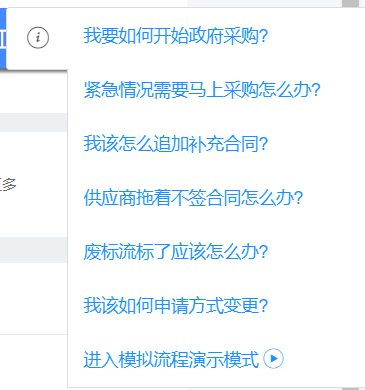 我要如何开始政府采购?
紧急情况需要马上采购怎么办?
我该怎么追加补充合同?
多
供应商拖着不签合同怎么办?
废标流标了应该怎么办?
我该如何申请方式变更?
进入模拟流程演示模式